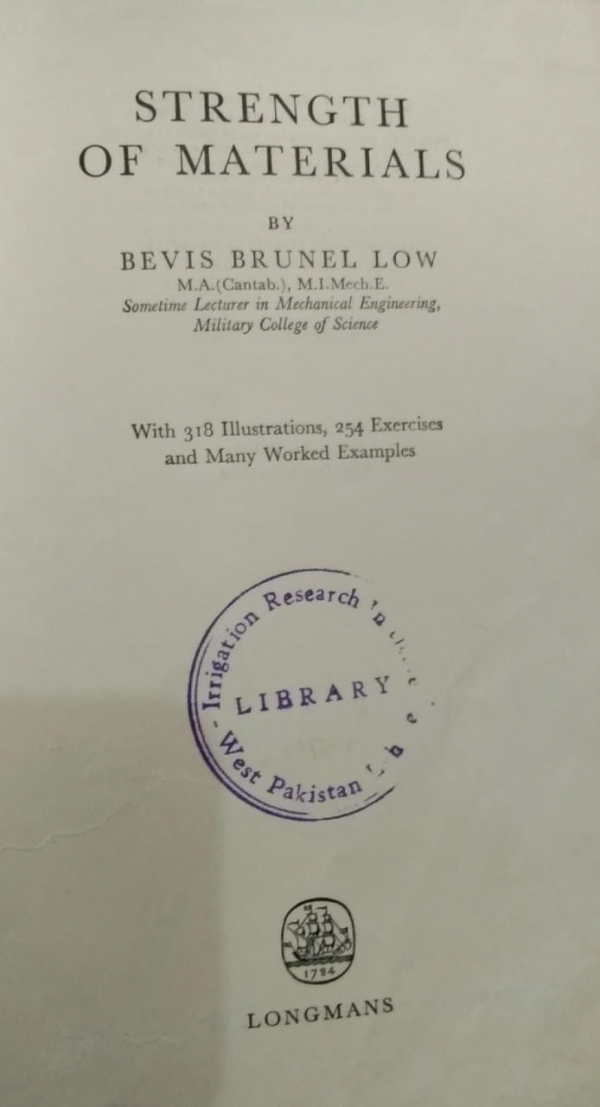 STRENGTH
OF MATERIALS
BY
BEVIS BRUNEL LOW
M.A.(Cantab.), M.I.Mech.E.
Sometime Lecturer in Mechanical Engineering,
Military College of Science
With 318 Illustrations, 254 Exercises
and Many Worked Examples
Irrigation Research
LIBRARY
West Pakistan
1724
LONGMANS